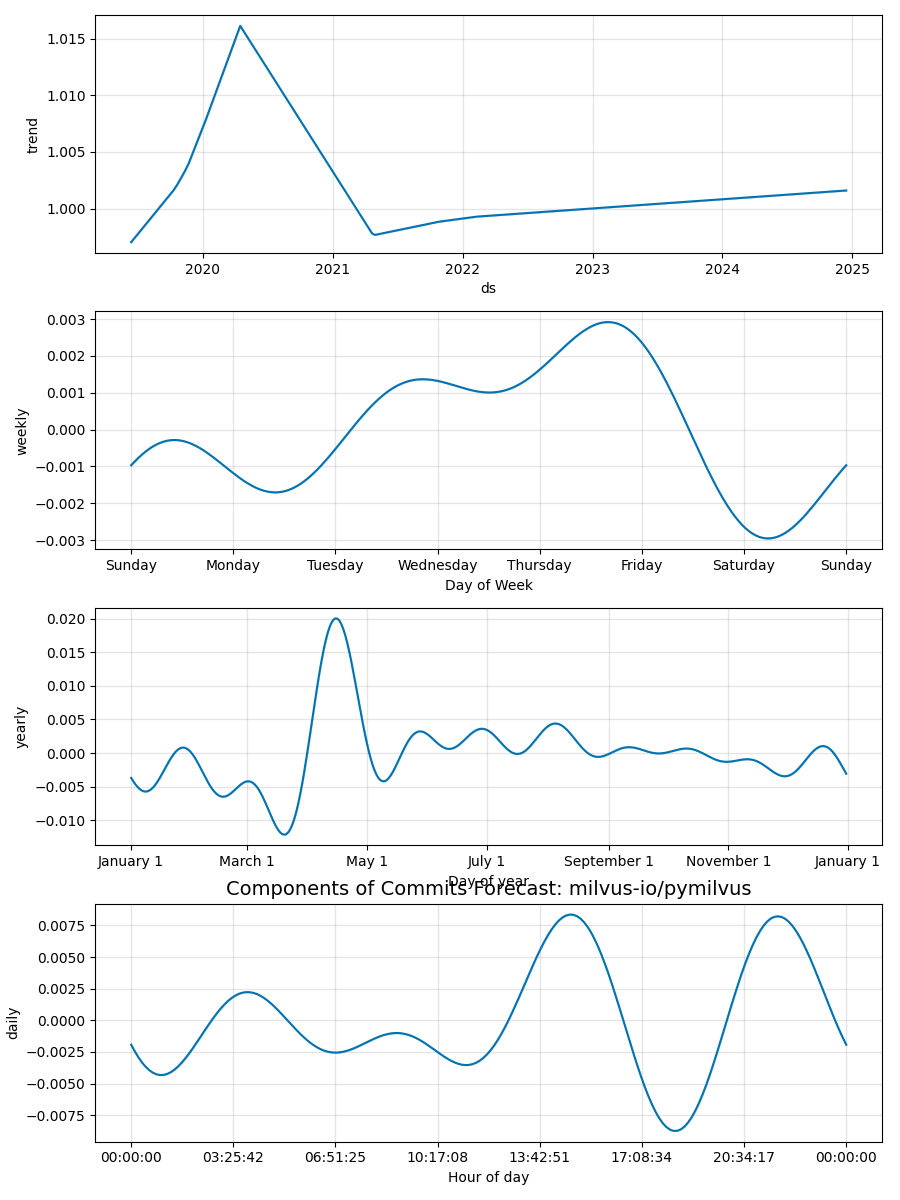 1.015
1.010
1.005
1.000
trend
2020 2021 2022 2023 2024 2025
ds
0.003
0.002
0.001
0.000
−0.001
−0.002
−0.003
weekly
Sunday Monday Tuesday Wednesday Thursday Friday Saturday Sunday
Day of Week
0.020
0.015
0.010
0.005
0.000
−0.005
−0.010
yearly
January 1 March 1 May 1 July 1 September 1 November 1 January 1
Day of year
Components of Commits Forecast: milvus-io/pymilvus
0.0075
0.0050
0.0025
0.0000
−0.0025
−0.0050
−0.0075
daily
00:00:00 03:25:42 06:51:25 10:17:08 13:42:51 17:08:34 20:34:17 00:00:00
Hour of day